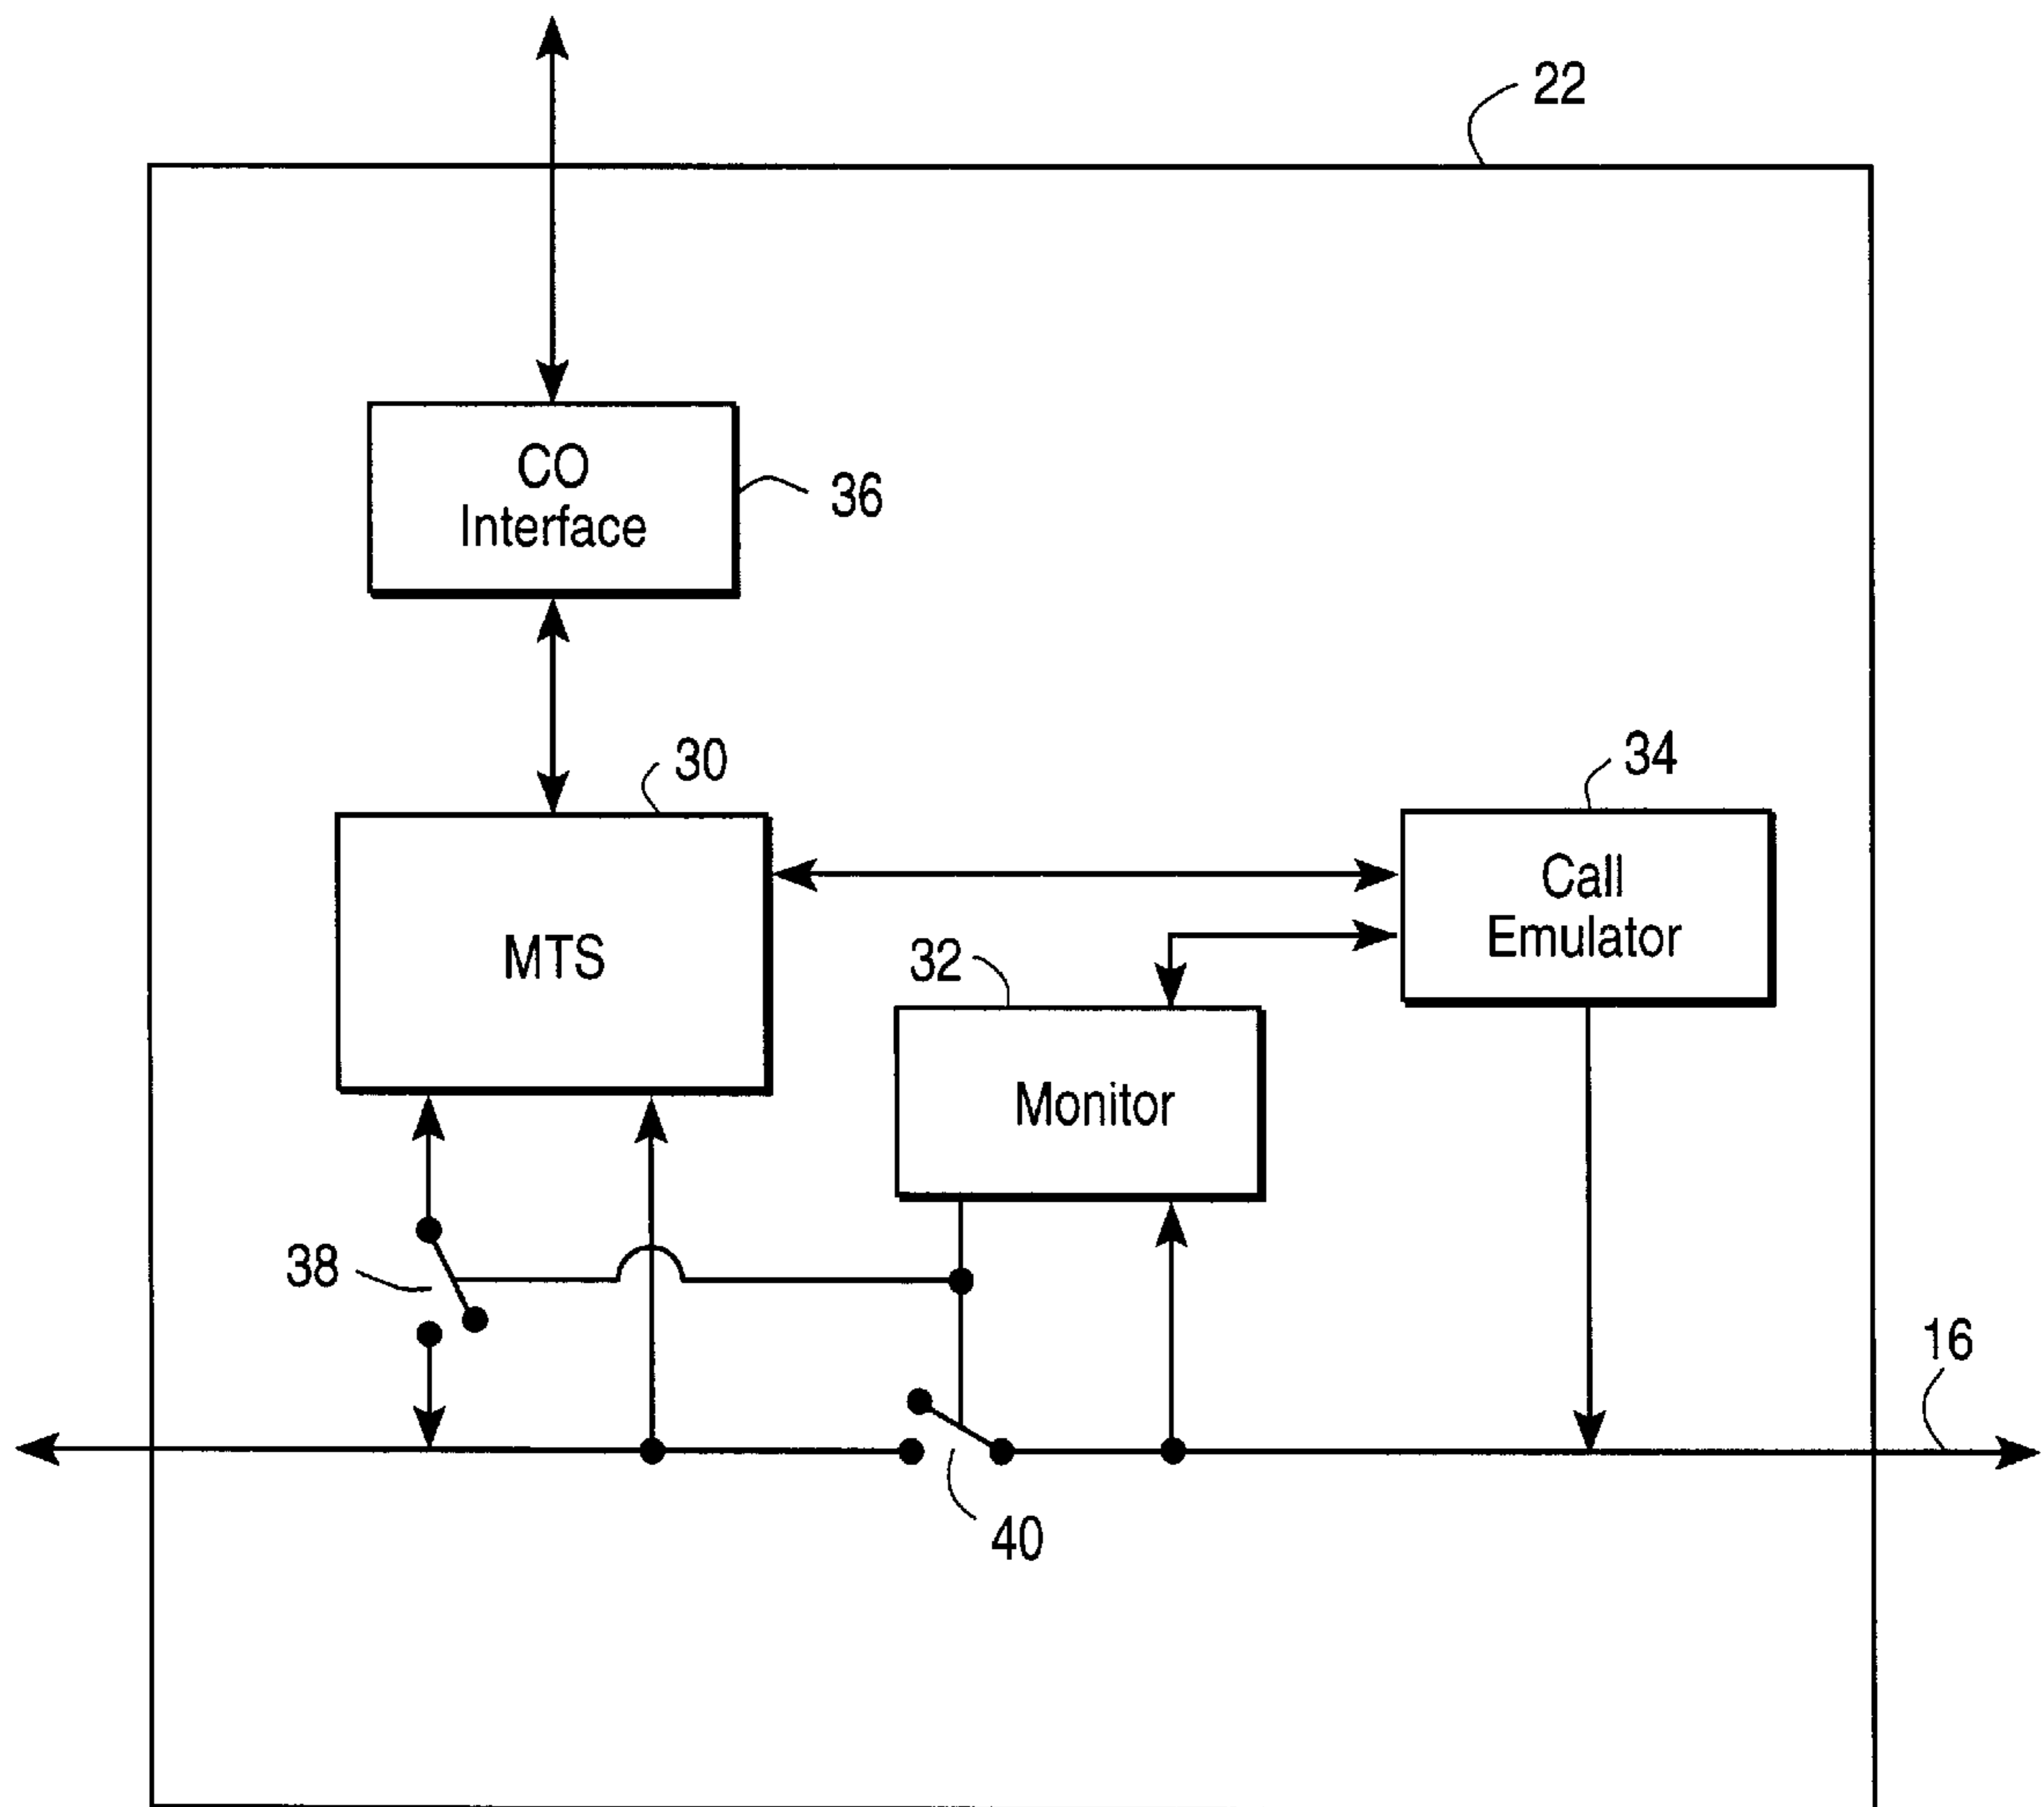 22
CO
Interface
36
30
34
MTS
Call
Emulator
32
Monitor
38
16
40